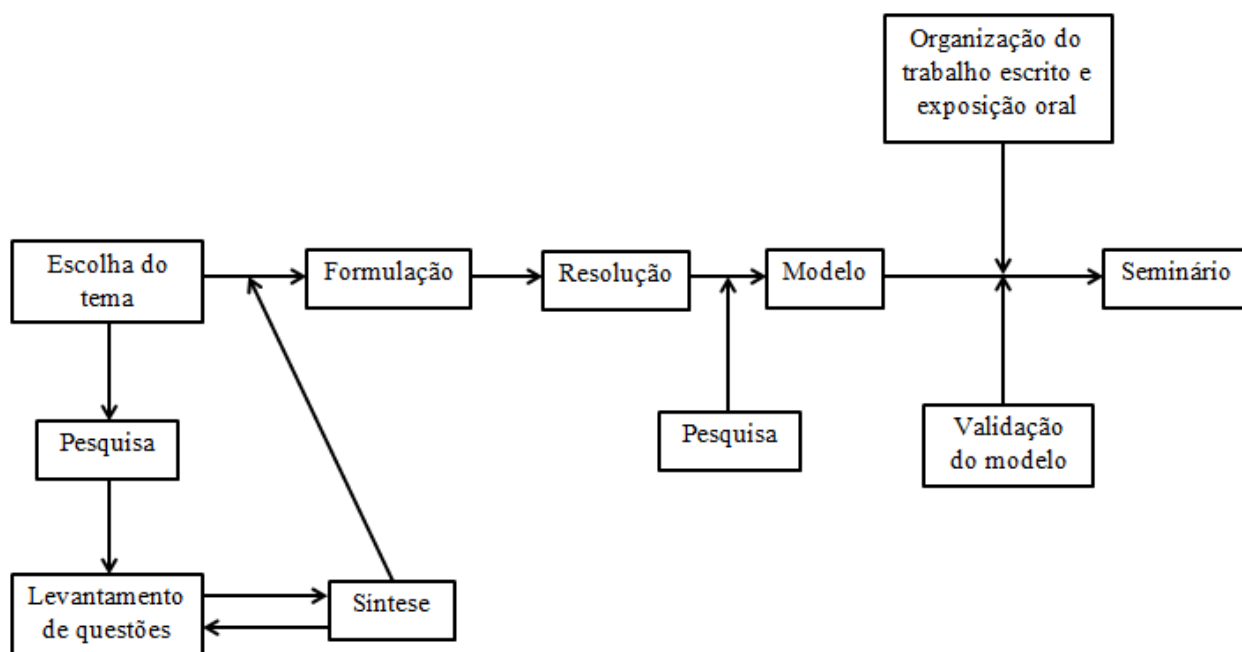 Organização do
trabalho escrito e
exposição oral
Escolha do
tema
Formulação
Resolução
Modelo
Seminário
Pesquisa
Pesquisa
Validação
do modelo
Levantamento
de questões
Síntese